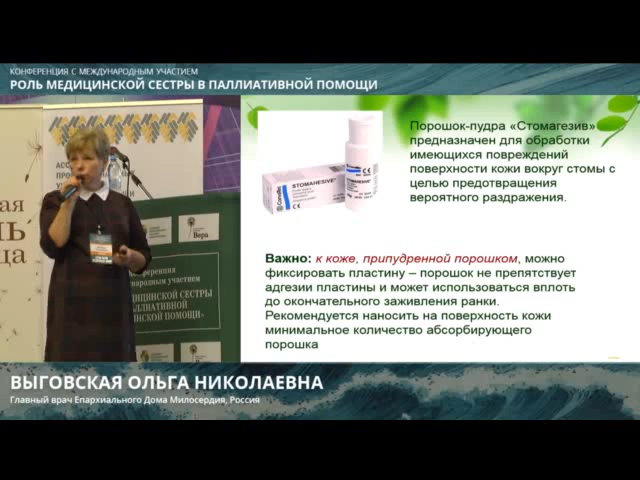 КОНФЕРЕНЦИЯ С МЕЖДУНАРОДНЫМ УЧАСТИЕМ
РОЛЬ МЕДИЦИНСКОЙ СЕСТРЫ В ПАЛЛИАТИВНОЙ ПОМОЩИ
Порошок-пудра «Стомагезив»
предназначен для обработки
имеющихся повреждений
поверхности кожи вокруг стомы с
целью предотвращения
вероятного раздражения.
STOMAHESIVE
ConvaTec
Важно: к коже, припудренной порошком, можно
фиксировать пластину – порошок не препятствует
адгезии пластины и может использоваться вплоть
до окончательного заживления ранки.
Рекомендуется наносить на поверхность кожи
минимальное количество абсорбирующего
порошка
Вера
ВЫГОВСКАЯ ОЛЬГА НИКОЛАЕВНА
Главный врач Епархиального Дома Милосердия, Россия